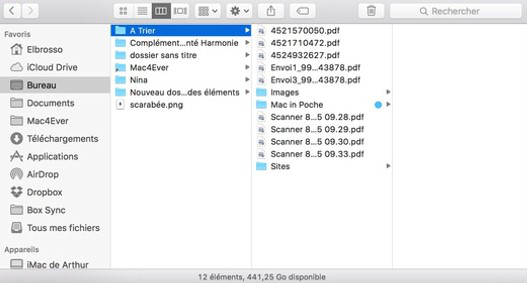 Rechercher
Favoris
Elbrosso
iCloud Drive
Bureau
Documents
Mac4Ever
Téléchargements
Applications
AirDrop
Dropbox
Box Sync
Tous mes fichiers
Appareils
iMac de Arthur
A Trier
Complément...nté Harmonie
dossier sans titre
Mac4Ever
Nina
Nouveau dos...des éléments
scarabée.png
4521570050.pdf
4521710472.pdf
4524932627.pdf
Envoi1_99...43878.pdf
Envoi3_99...43878.pdf
Images
Mac in Poche
Scanner 8...5 09.28.pdf
Scanner 8...5 09.29.pdf
Scanner 8...5 09.30.pdf
Scanner 8...5 09.33.pdf
Sites
12 éléments, 441,25 Go disponible